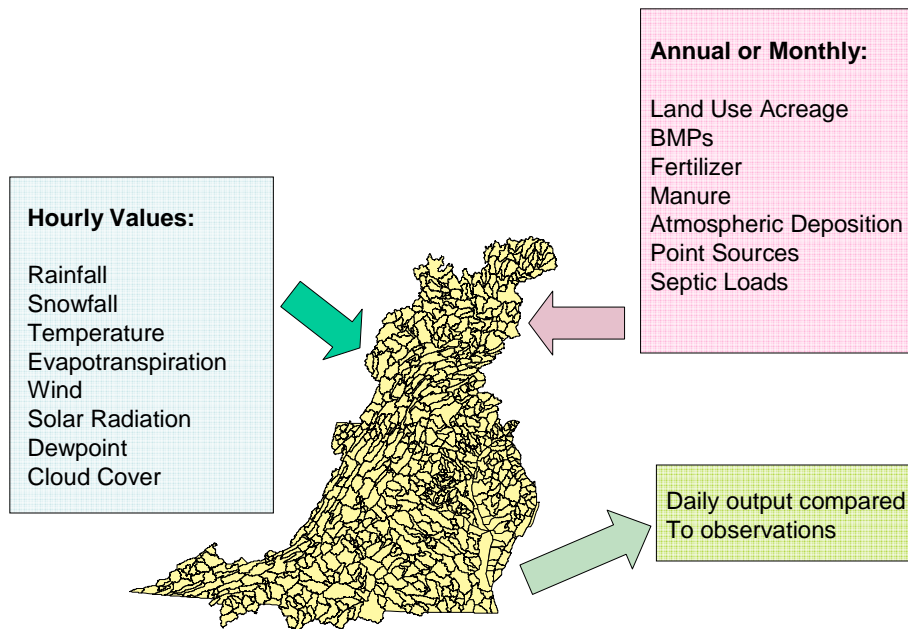 Annual or Monthly:
Land Use Acreage
BMPs
Fertilizer
Manure
Atmospheric Deposition
Point Sources
Septic Loads
Hourly Values:
Rainfall
Snowfall
Temperature
Evapotranspiration
Wind
Solar Radiation
Dewpoint
Cloud Cover
Daily output compared
To observations